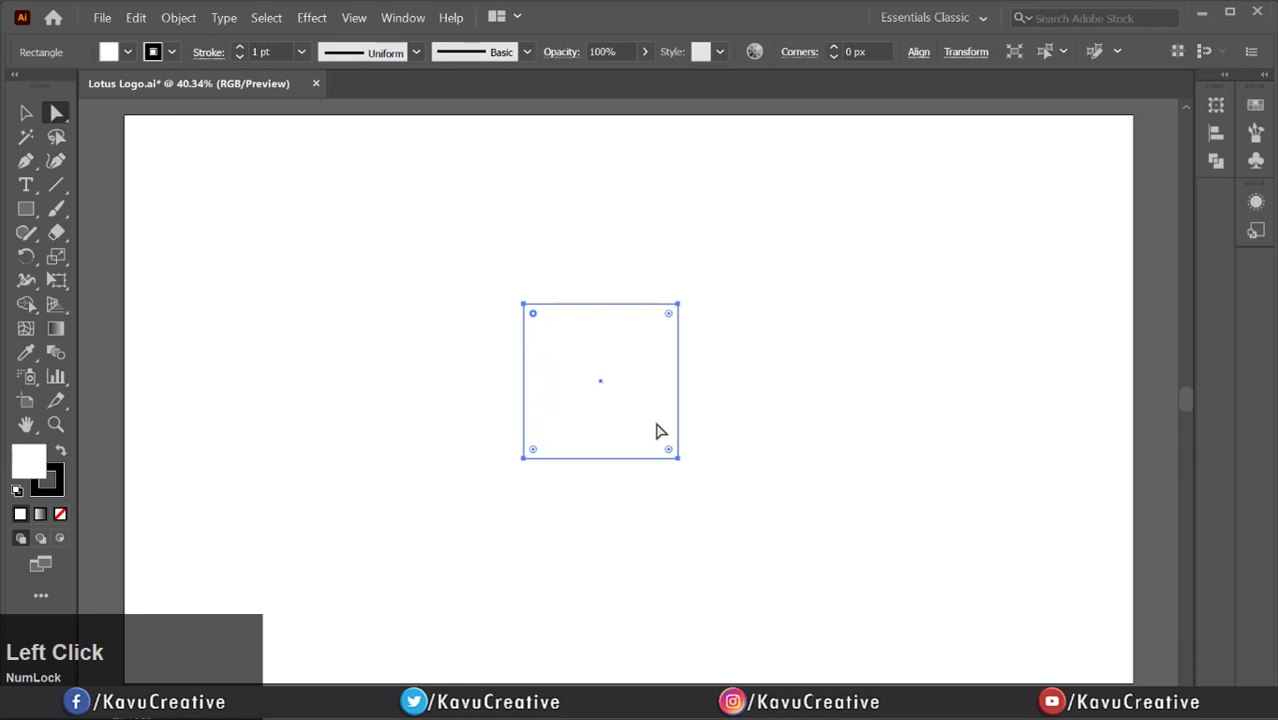 Ai File Edit Object Type Select Effect View Window Help Essentials Classic Search Adobe Stock
Rectangle Stroke: 1 pt Uniform Basic Opacity: 100% Style: Corners: 0 px Align Transform
Lotus Logo.ai* @ 40.34% (RGB/Preview)
Left Click
NumLock
/KavuCreative /KavuCreative /KavuCreative /KavuCreative